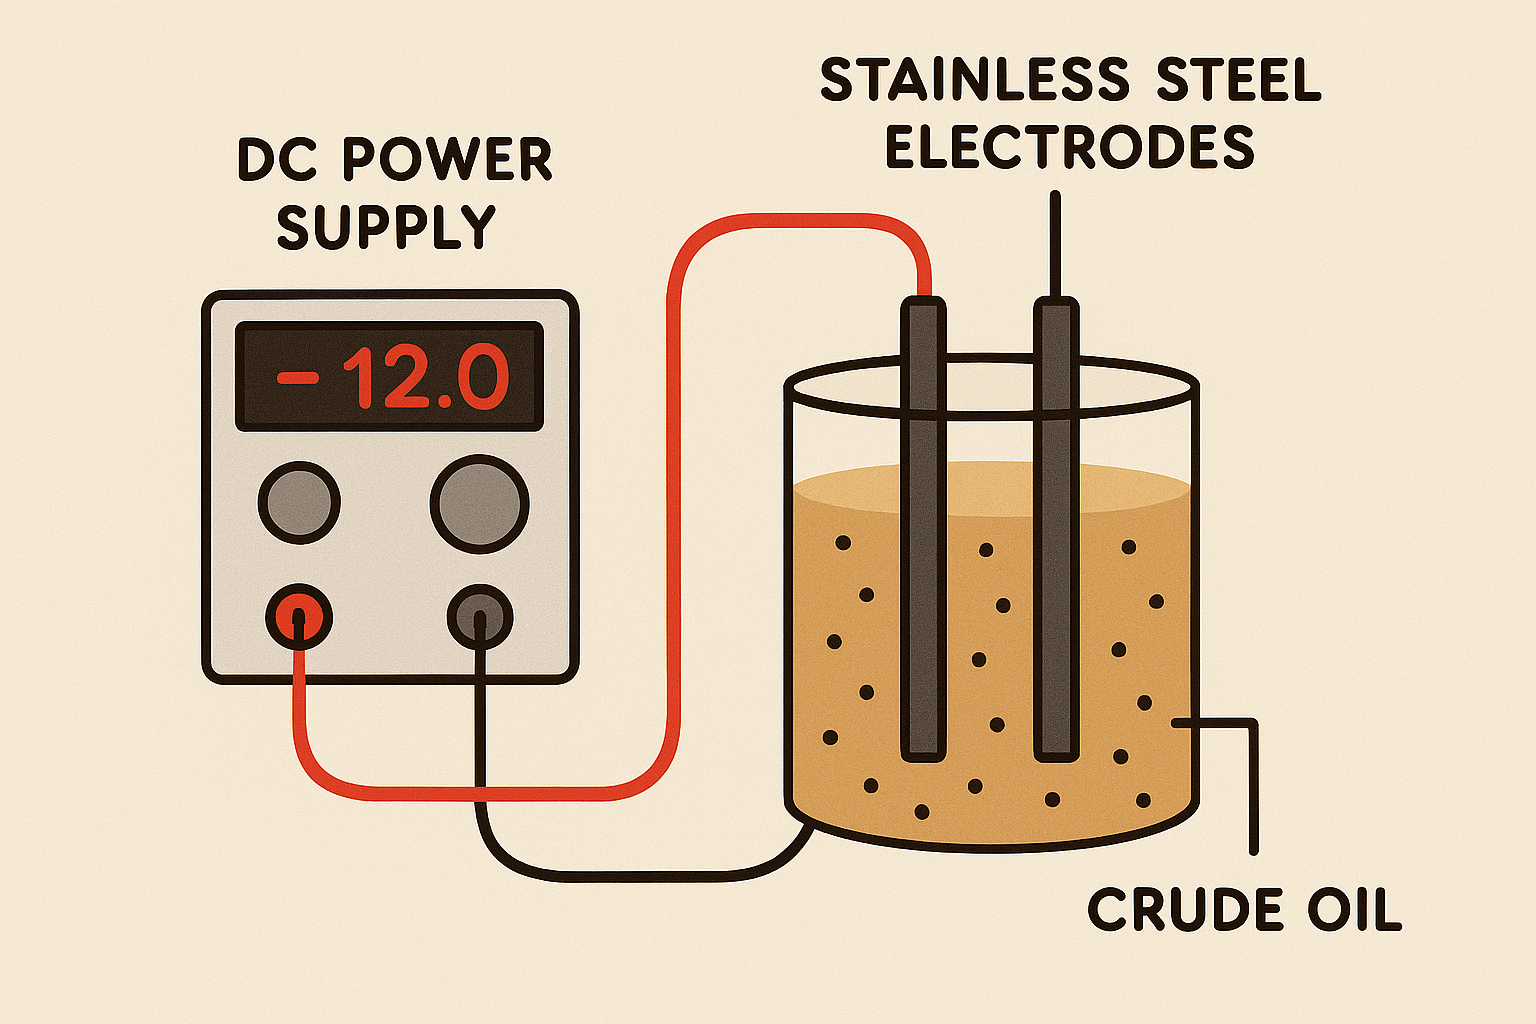 DC POWER
SUPPLY
STAINLESS STEEL
ELECTRODES
- 12.0
CRUDE OIL